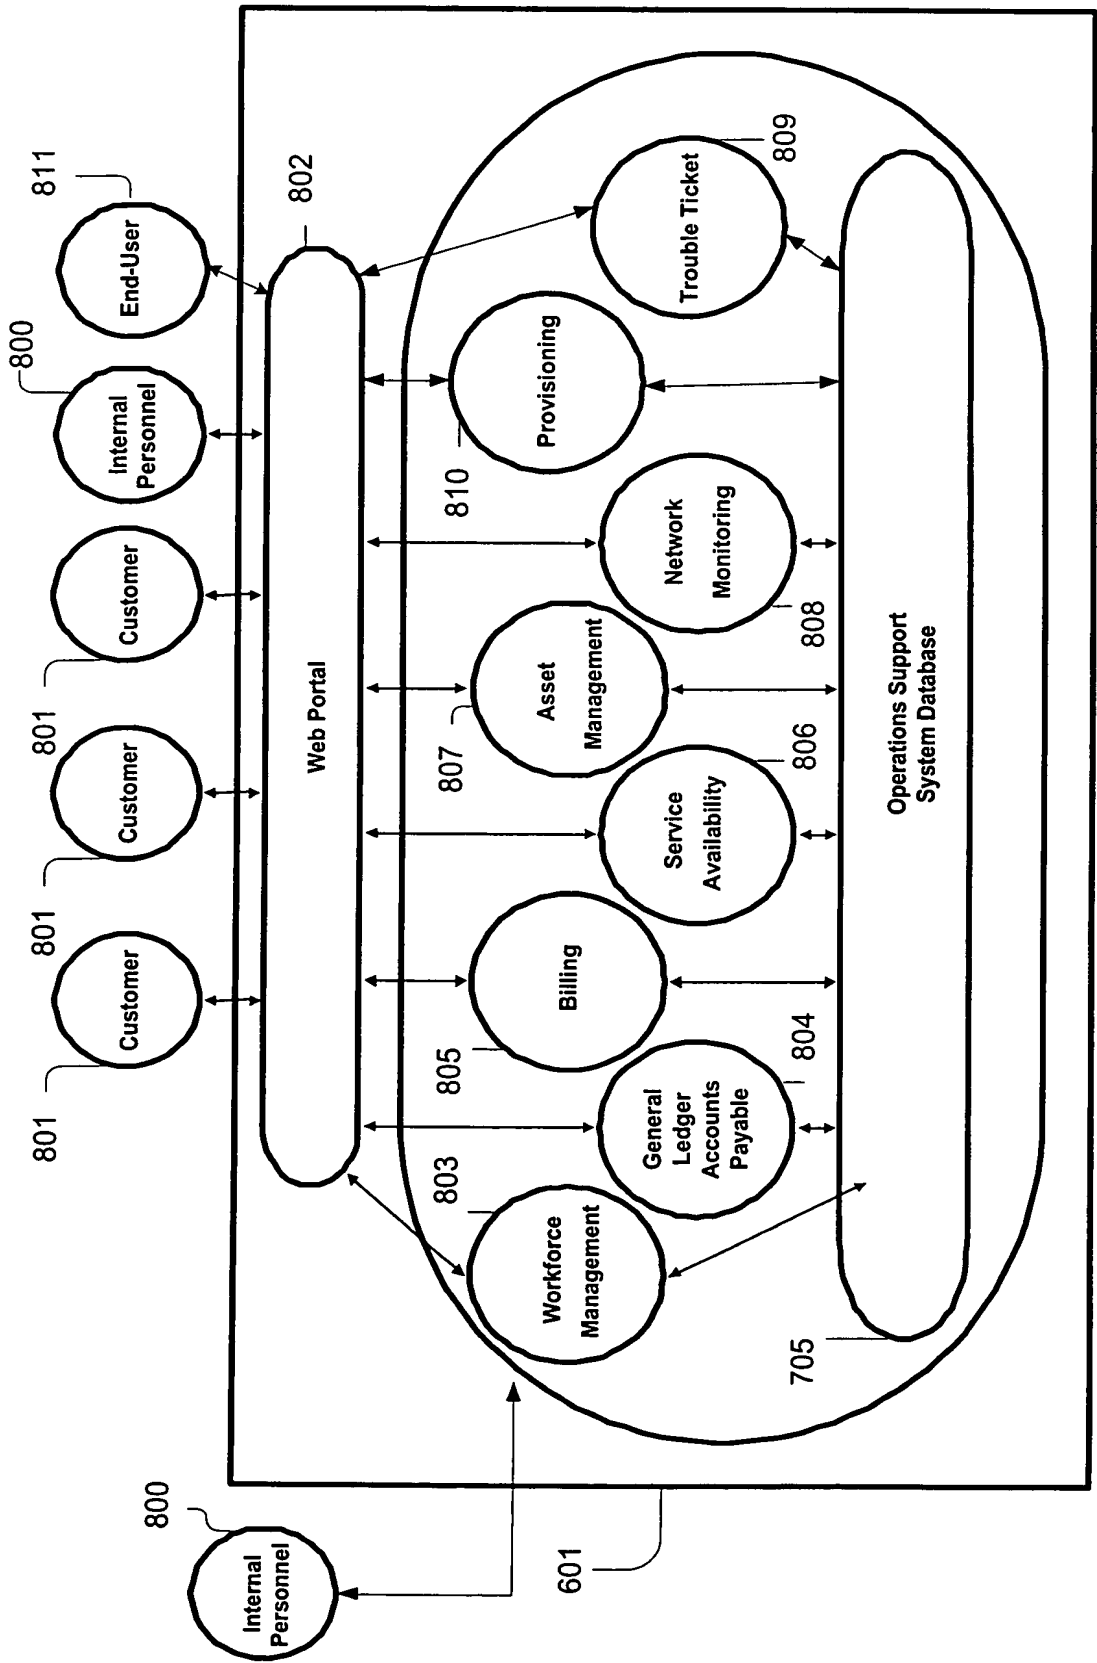 801
801
801
800
811
Customer
Customer
Customer
Internal
Personnel
End-User
802
Web Portal
800
Internal
Personnel
803
Workforce
Management
804
General
Ledger
Accounts
Payable
805
Billing
806
Service
Availability
807
Asset
Management
808
Network
Monitoring
810
Provisioning
809
Trouble Ticket
705
Operations Support
System Database
601